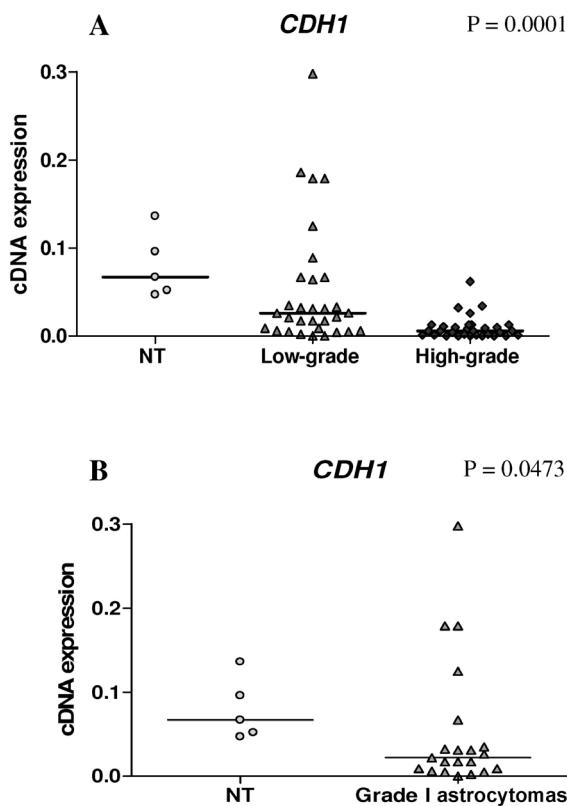 A CDH1 P = 0.0001
cDNA expression
0.3
0.2
0.1
0.0
NT Low-grade High-grade
B CDH1 P = 0.0473
cDNA expression
0.3
0.2
0.1
0.0
NT Grade I astrocytomas